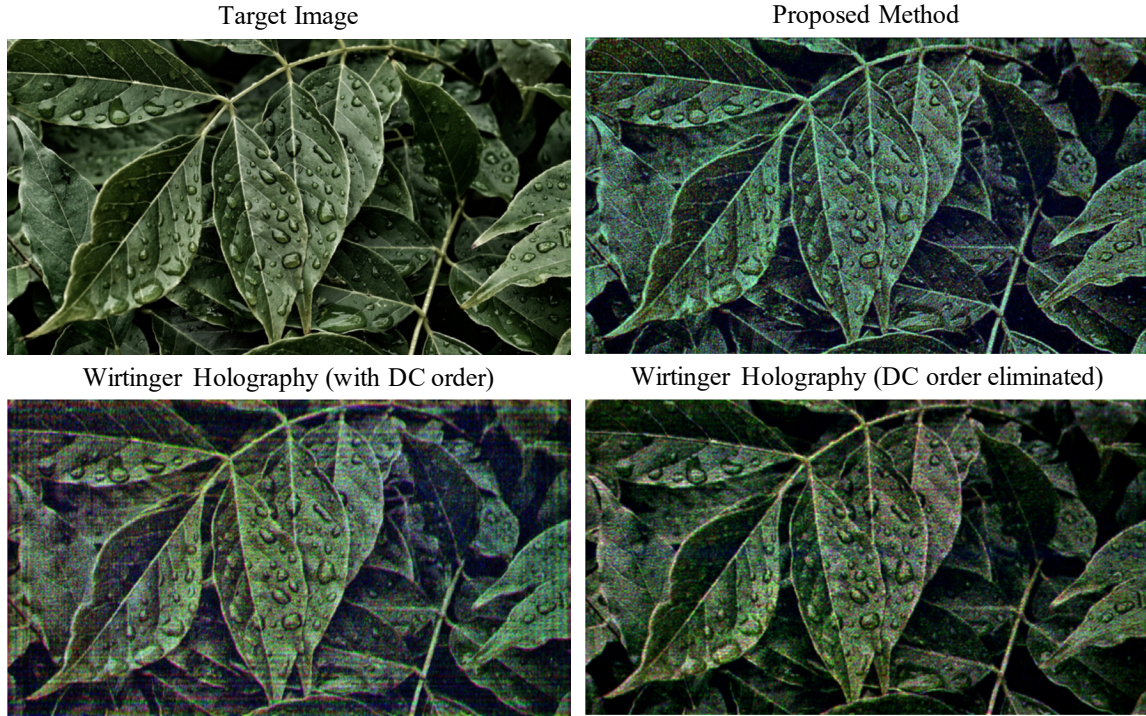 Target Image
Proposed Method
Wirtinger Holography (with DC order)
Wirtinger Holography (DC order eliminated)